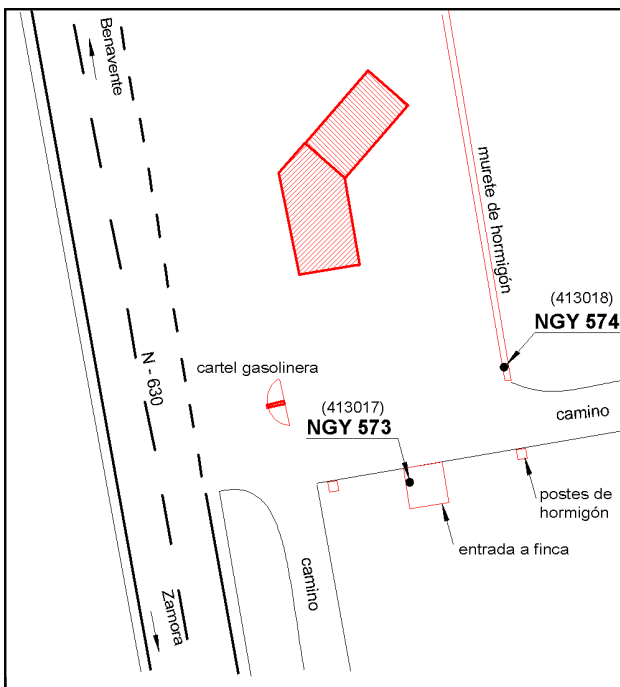 Benavente
murete de hormigón
(413018)
NGY 574
N - 630
cartel gasolinera
(413017)
NGY 573
camino
postes de
hormigón
entrada a finca
camino
Zamora